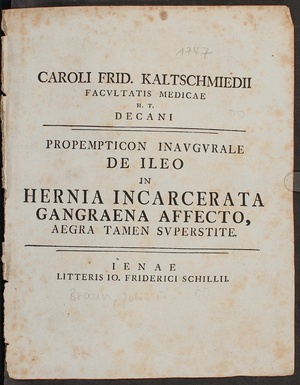 1747
CAROLI FRID. KALTSCHMIEDII
FACVLTATIS MEDICAE
H. T.
DECANI
PROPEMPTICON INAVGVRALE
DE ILEO
IN
HERNIA INCARCERATA
GANGRAENA AFFECTO,
AEGRA TAMEN SVPERSTITE.
IENAE
LITTERIS IO. FRIDERICI SCHILLII.